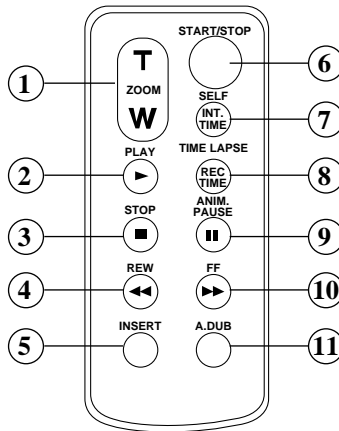 START/STOP
T
ZOOM
W
1
6
SELF
INT.
TIME
7
PLAY
2
TIME LAPSE
REC
TIME
8
STOP
3
ANIM.
PAUSE
9
REW
4
FF
10
INSERT
5
A.DUB
11